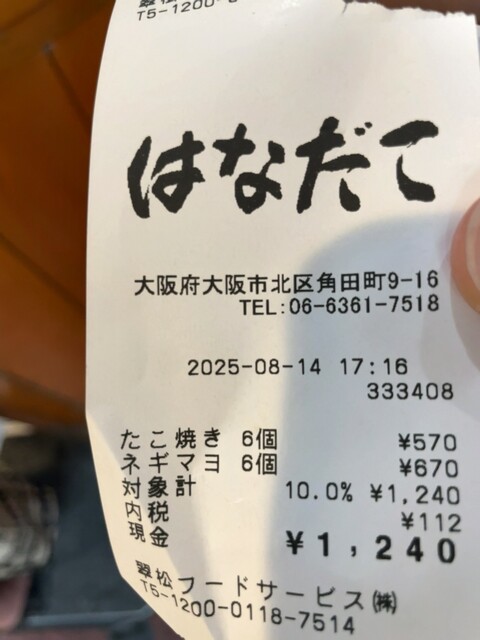 はなだこ
大阪府大阪市北区角田町9-16
TEL:06-6361-7518
2025-08-14 17:16
333408
たこ焼き 6個 ¥570
ネギマヨ 6個 ¥670
対象計 10.0% ¥1,240
内税 ¥112
現金 ¥1,240
翠松フードサービス㈱
T5-1200-0118-7514